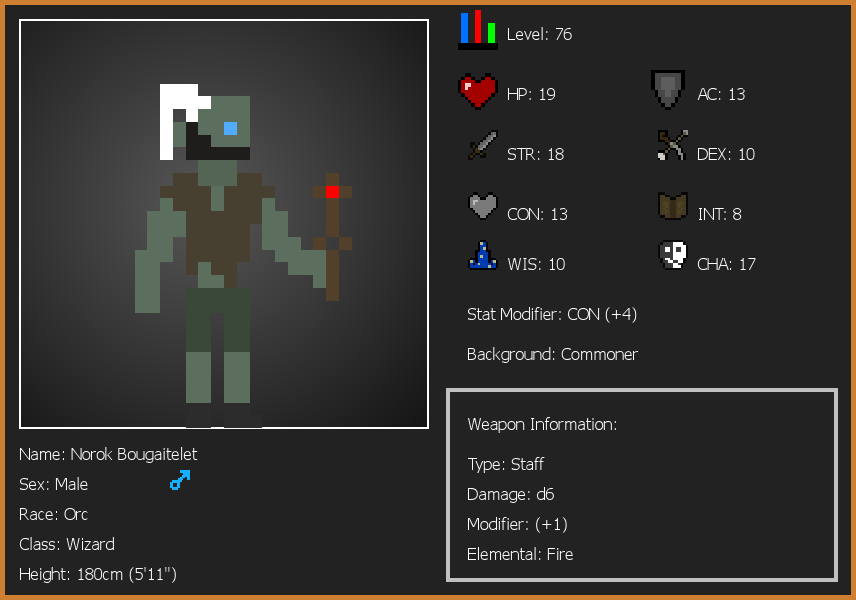 Level: 76
HP: 19
AC: 13
STR: 18
DEX: 10
CON: 13
INT: 8
WIS: 10
CHA: 17
Stat Modifier: CON (+4)
Background: Commoner
Weapon Information:
Type: Staff
Damage: d6
Modifier: (+1)
Elemental: Fire
Name: Norok Bougaitelet
Sex: Male
Race: Orc
Class: Wizard
Height: 180cm (5'11")